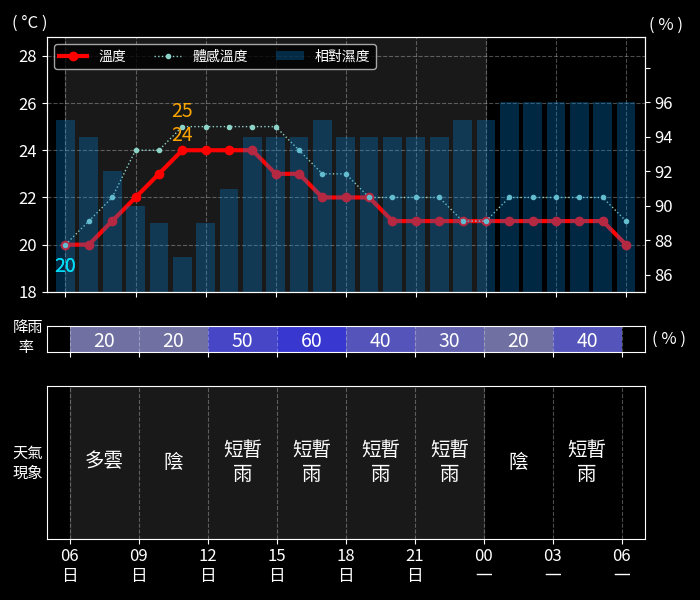 ( °C )
( % )
溫度 體感溫度 相對濕度
28
26
24
22
20
18
25
24
20
96
94
92
90
88
86
降雨
率
20 20 50 60 40 30 20 40
( % )
天氣
現象
多雲 陰 短暫雨 短暫雨 短暫雨 短暫雨 陰 短暫雨
06 09 12 15 18 21 00 03 06
日 日 日 日 日 日 一 一 一